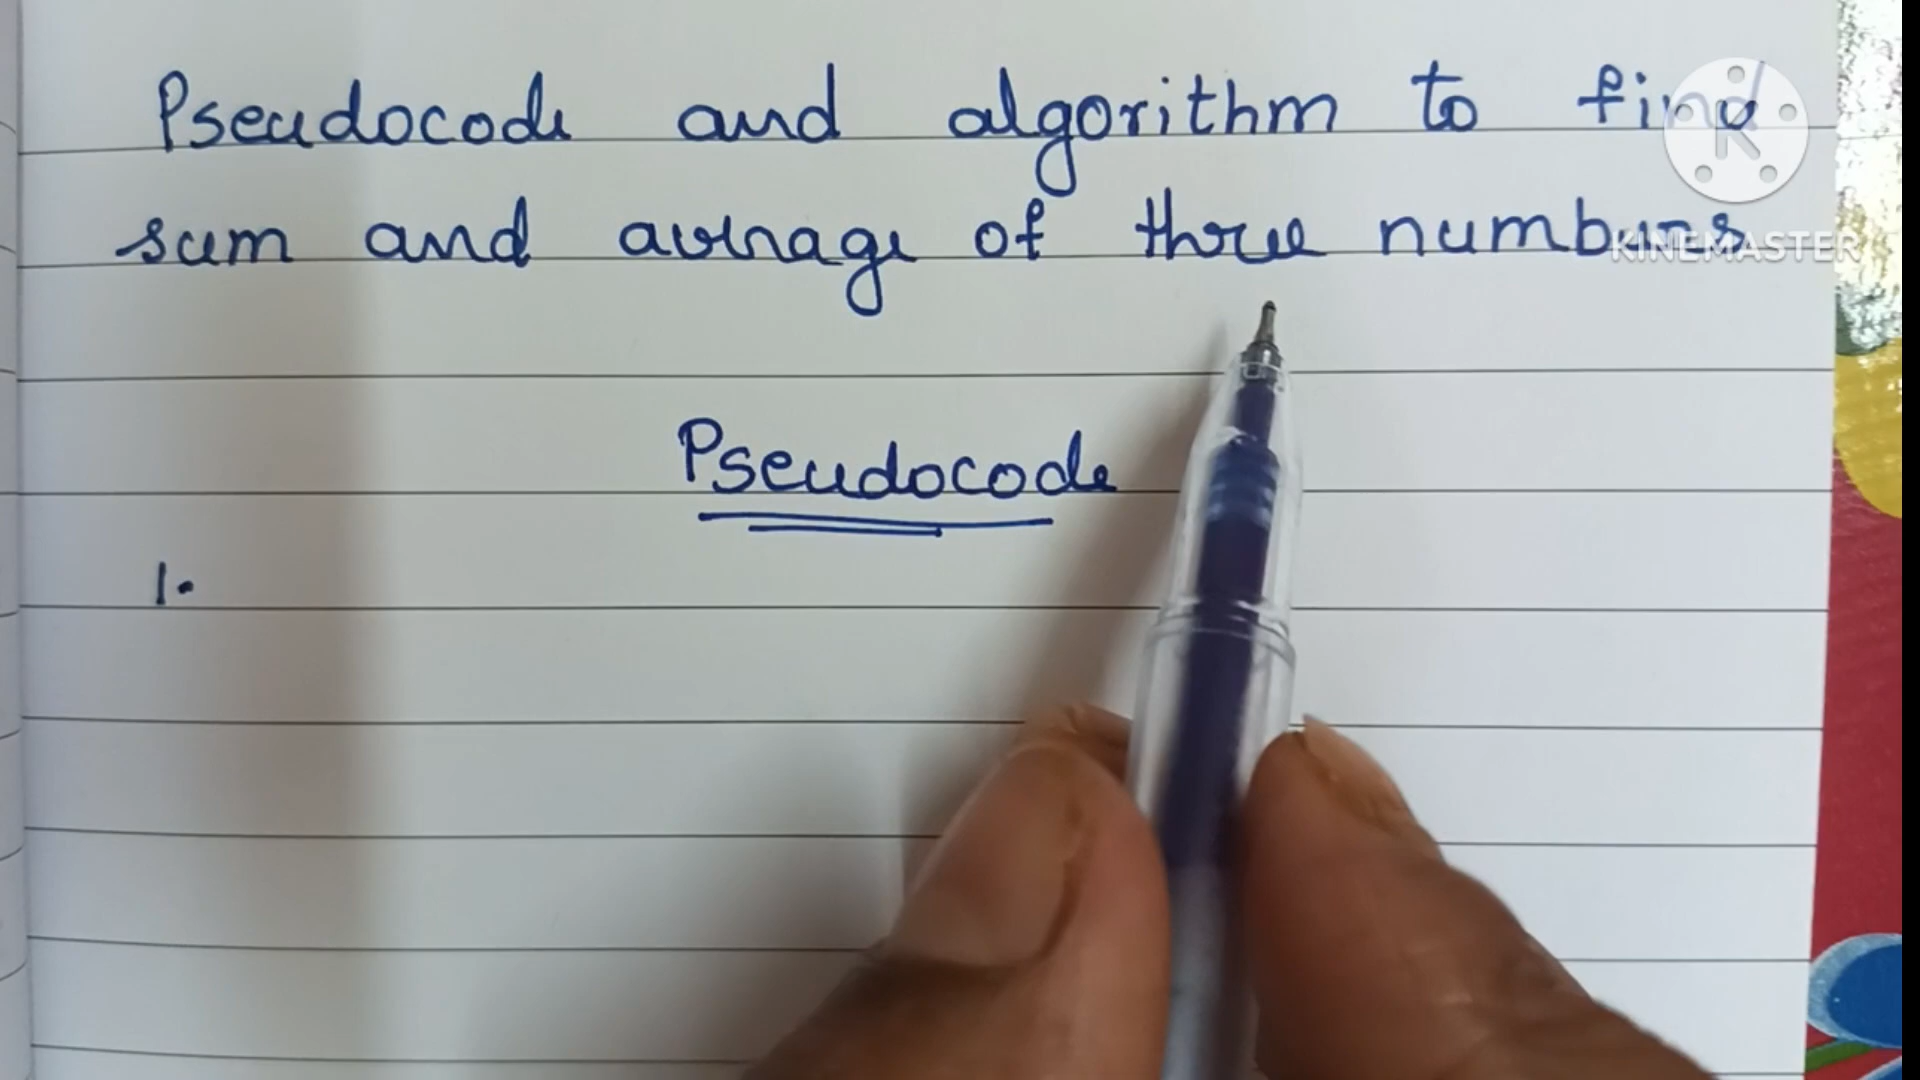 Pseudocode and algorithm to find
sum and average of three numbers
KINEMASTER
Pseudocode
1.